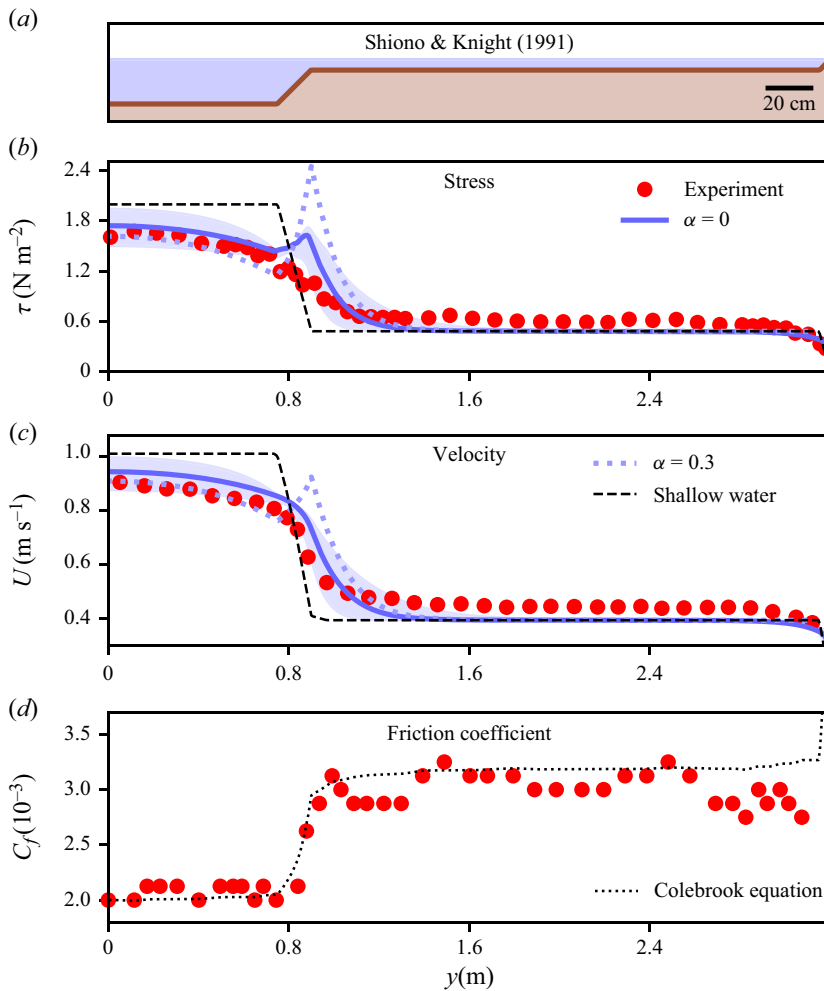 (a)
Shiono & Knight (1991)
20 cm
(b)
2.4
1.8
1.2
0.6
0
τ (N m⁻²)
Stress
Experiment
α = 0
0
0.8
1.6
2.4
(c)
1.0
0.8
0.6
0.4
U (m s⁻¹)
Velocity
α = 0.3
Shallow water
0
0.8
1.6
2.4
(d)
3.5
3.0
2.5
2.0
C_f (10⁻³)
Friction coefficient
Colebrook equation
0
0.8
1.6
2.4
y(m)